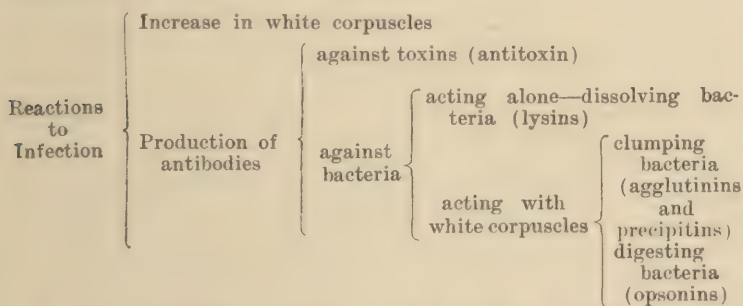 Increase in white corpuscles
against toxins (antitoxin)
Reactions
to
Infection
Production of
antibodies
against
bacteria
acting alone—dissolving bac-
teria (lysins)
acting with
white corpuscles
clumping
bacteria
(agglutinins
and
precipitins)
digesting
bacteria
(opsonins)